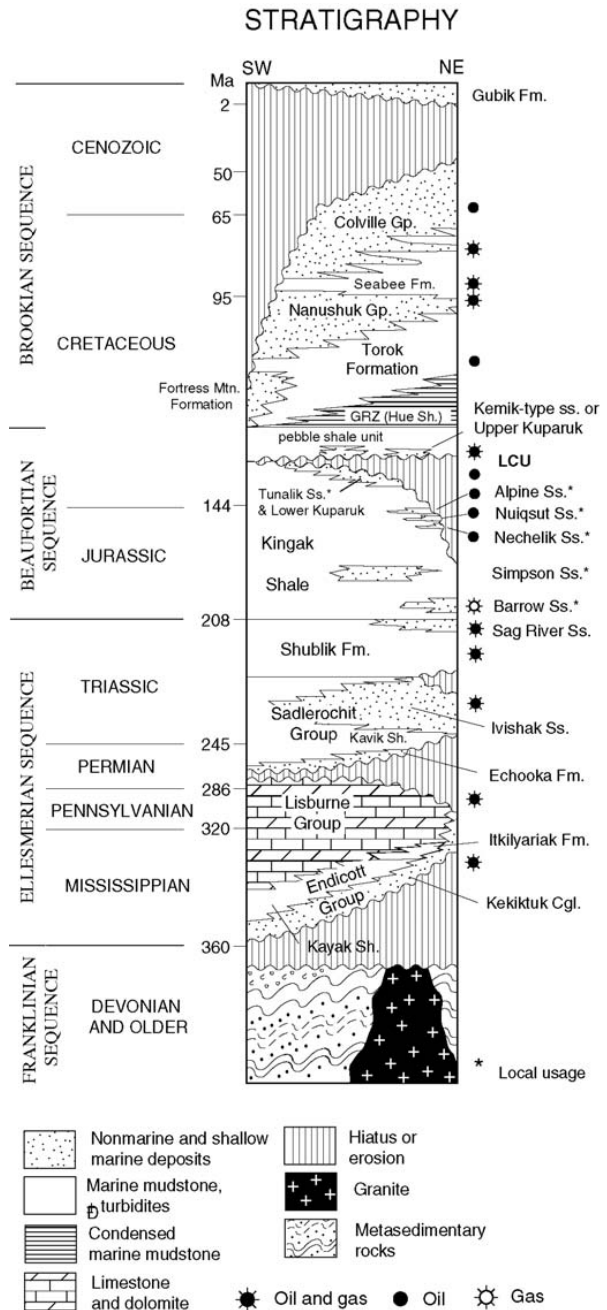 STRATIGRAPHY
SW
NE
Ma
Gubik Fm.
2
CENOZOIC
50
65
Colville Gp.
BROOKIAN SEQUENCE
Seabee Fm.
95
Nanushuk Gp.
CRETACEOUS
Torok
Formation
Fortress Mtn.
Formation
GRZ (Hue Sh.)
Kemik-type ss. or
Upper Kuparuk
pebble shale unit
LCU
Tunalik Ss.*
& Lower Kuparuk
Alpine Ss.*
144
Nuiqsut Ss.*
Nechelik Ss.*
BEAUFORTIAN
SEQUENCE
Kingak
JURASSIC
Shale
Simpson Ss.*
Barrow Ss.*
208
Sag River Ss.
Shublik Fm.
TRIASSIC
Sadlerochit
Group
Ivishak Ss.
Kavik Sh.
245
ELLESMERIAN SEQUENCE
PERMIAN
Echooka Fm.
286
PENNSYLVANIAN
Lisburne
Group
320
Itkilyariak Fm.
MISSISSIPPIAN
Endicott
Group
Kekiktuk Cgl.
Kayak Sh.
360
FRANKLINIAN
SEQUENCE
DEVONIAN
AND OLDER
* Local usage
Nonmarine and shallow
marine deposits
Hiatus or
erosion
Marine mudstone,
turbidites
Granite
Condensed
marine mudstone
Metasedimentary
rocks
Limestone
and dolomite
Oil and gas
Oil
Gas